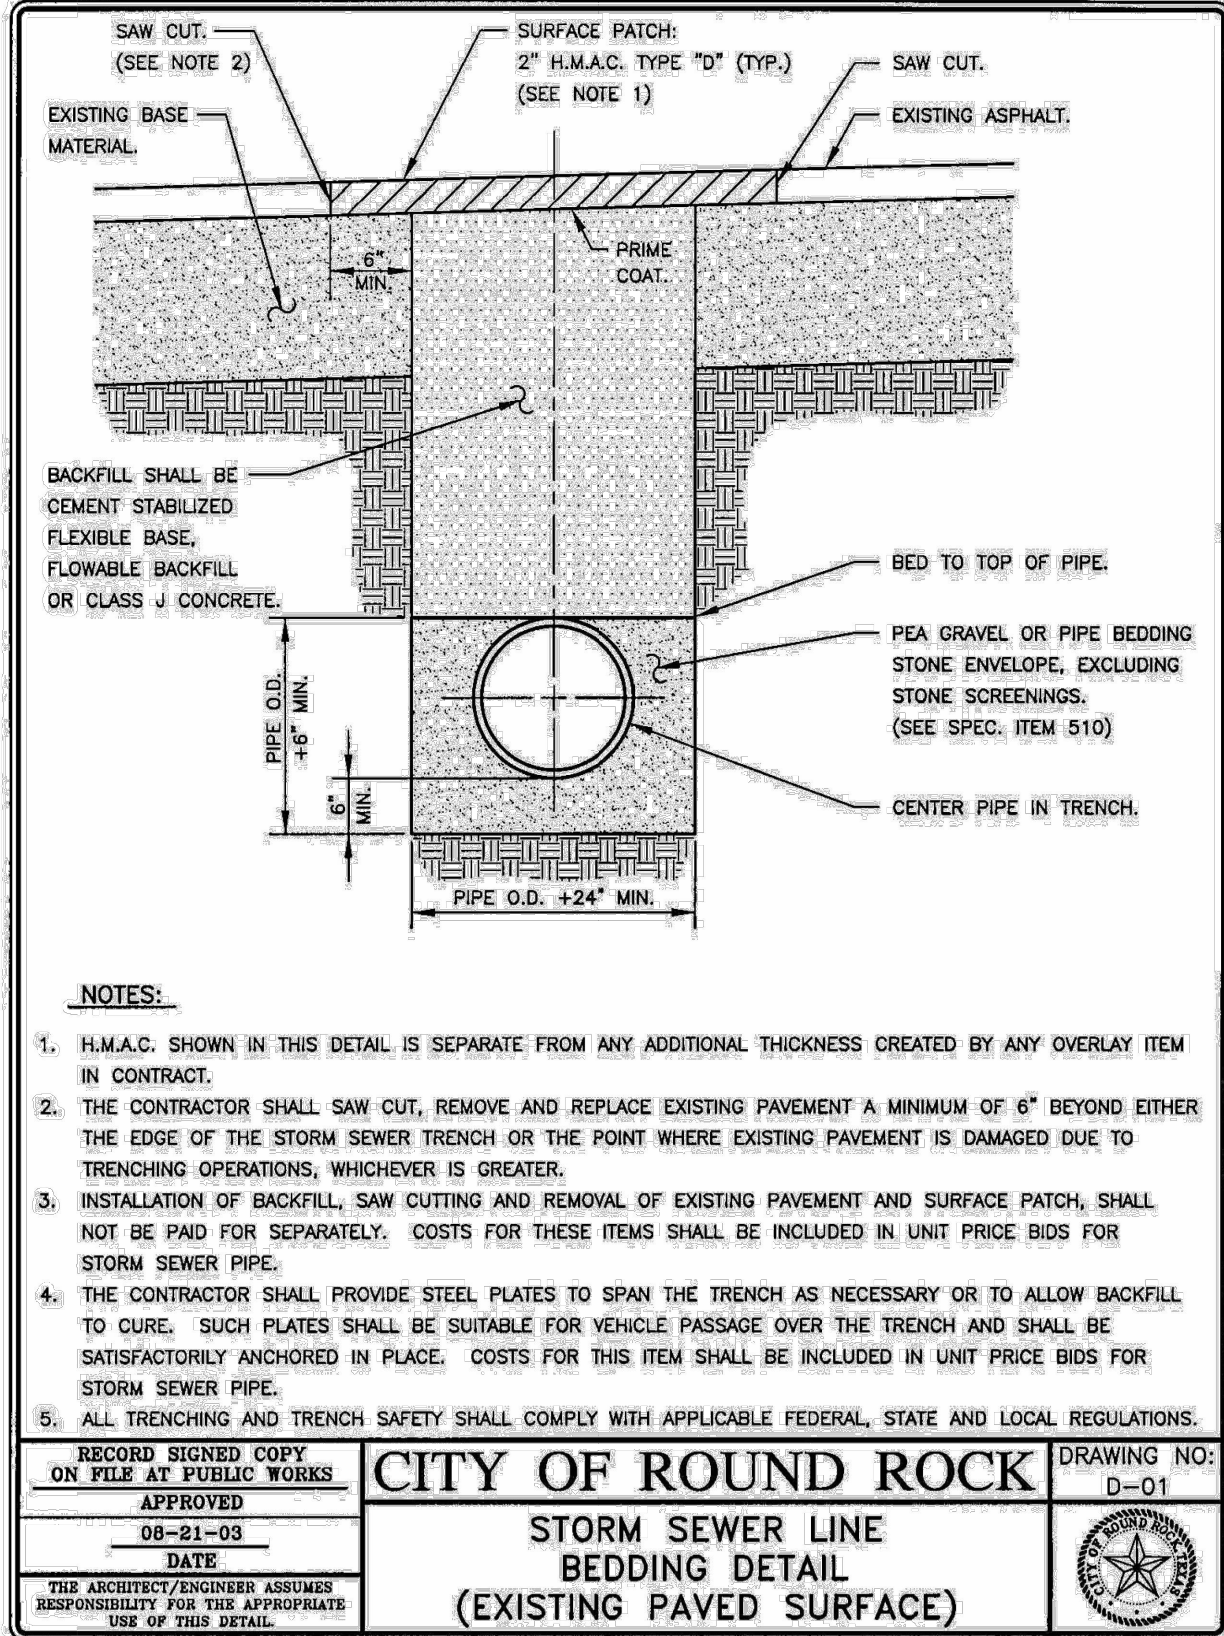 SAW CUT.
(SEE NOTE 2)
SURFACE PATCH:
2" H.M.A.C. TYPE "D" (TYP.)
(SEE NOTE 1)
SAW CUT.
EXISTING BASE
MATERIAL.
EXISTING ASPHALT.
6"
MIN.
PRIME
COAT.
BACKFILL SHALL BE
CEMENT STABILIZED
FLEXIBLE BASE,
FLOWABLE BACKFILL
OR CLASS J CONCRETE.
BED TO TOP OF PIPE.
PEA GRAVEL OR PIPE BEDDING
STONE ENVELOPE, EXCLUDING
STONE SCREENINGS.
(SEE SPEC. ITEM 510)
PIPE O.D.
+6" MIN.
6"
MIN.
CENTER PIPE IN TRENCH.
PIPE O.D. +24" MIN.
NOTES:
1. H.M.A.C. SHOWN IN THIS DETAIL IS SEPARATE FROM ANY ADDITIONAL THICKNESS CREATED BY ANY OVERLAY ITEM
IN CONTRACT.
2. THE CONTRACTOR SHALL SAW CUT, REMOVE AND REPLACE EXISTING PAVEMENT A MINIMUM OF 6" BEYOND EITHER
THE EDGE OF THE STORM SEWER TRENCH OR THE POINT WHERE EXISTING PAVEMENT IS DAMAGED DUE TO
TRENCHING OPERATIONS, WHICHEVER IS GREATER.
3. INSTALLATION OF BACKFILL, SAW CUTTING AND REMOVAL OF EXISTING PAVEMENT AND SURFACE PATCH, SHALL
NOT BE PAID FOR SEPARATELY. COSTS FOR THESE ITEMS SHALL BE INCLUDED IN UNIT PRICE BIDS FOR
STORM SEWER PIPE.
4. THE CONTRACTOR SHALL PROVIDE STEEL PLATES TO SPAN THE TRENCH AS NECESSARY OR TO ALLOW BACKFILL
TO CURE. SUCH PLATES SHALL BE SUITABLE FOR VEHICLE PASSAGE OVER THE TRENCH AND SHALL BE
SATISFACTORILY ANCHORED IN PLACE. COSTS FOR THIS ITEM SHALL BE INCLUDED IN UNIT PRICE BIDS FOR
STORM SEWER PIPE.
5. ALL TRENCHING AND TRENCH SAFETY SHALL COMPLY WITH APPLICABLE FEDERAL, STATE AND LOCAL REGULATIONS.
RECORD SIGNED COPY
ON FILE AT PUBLIC WORKS
APPROVED
08-21-03
DATE
THE ARCHITECT/ENGINEER ASSUMES
RESPONSIBILITY FOR THE APPROPRIATE
USE OF THIS DETAIL.
CITY OF ROUND ROCK
STORM SEWER LINE
BEDDING DETAIL
(EXISTING PAVED SURFACE)
DRAWING NO:
D-01
CITY OF ROUND ROCK, TEXAS